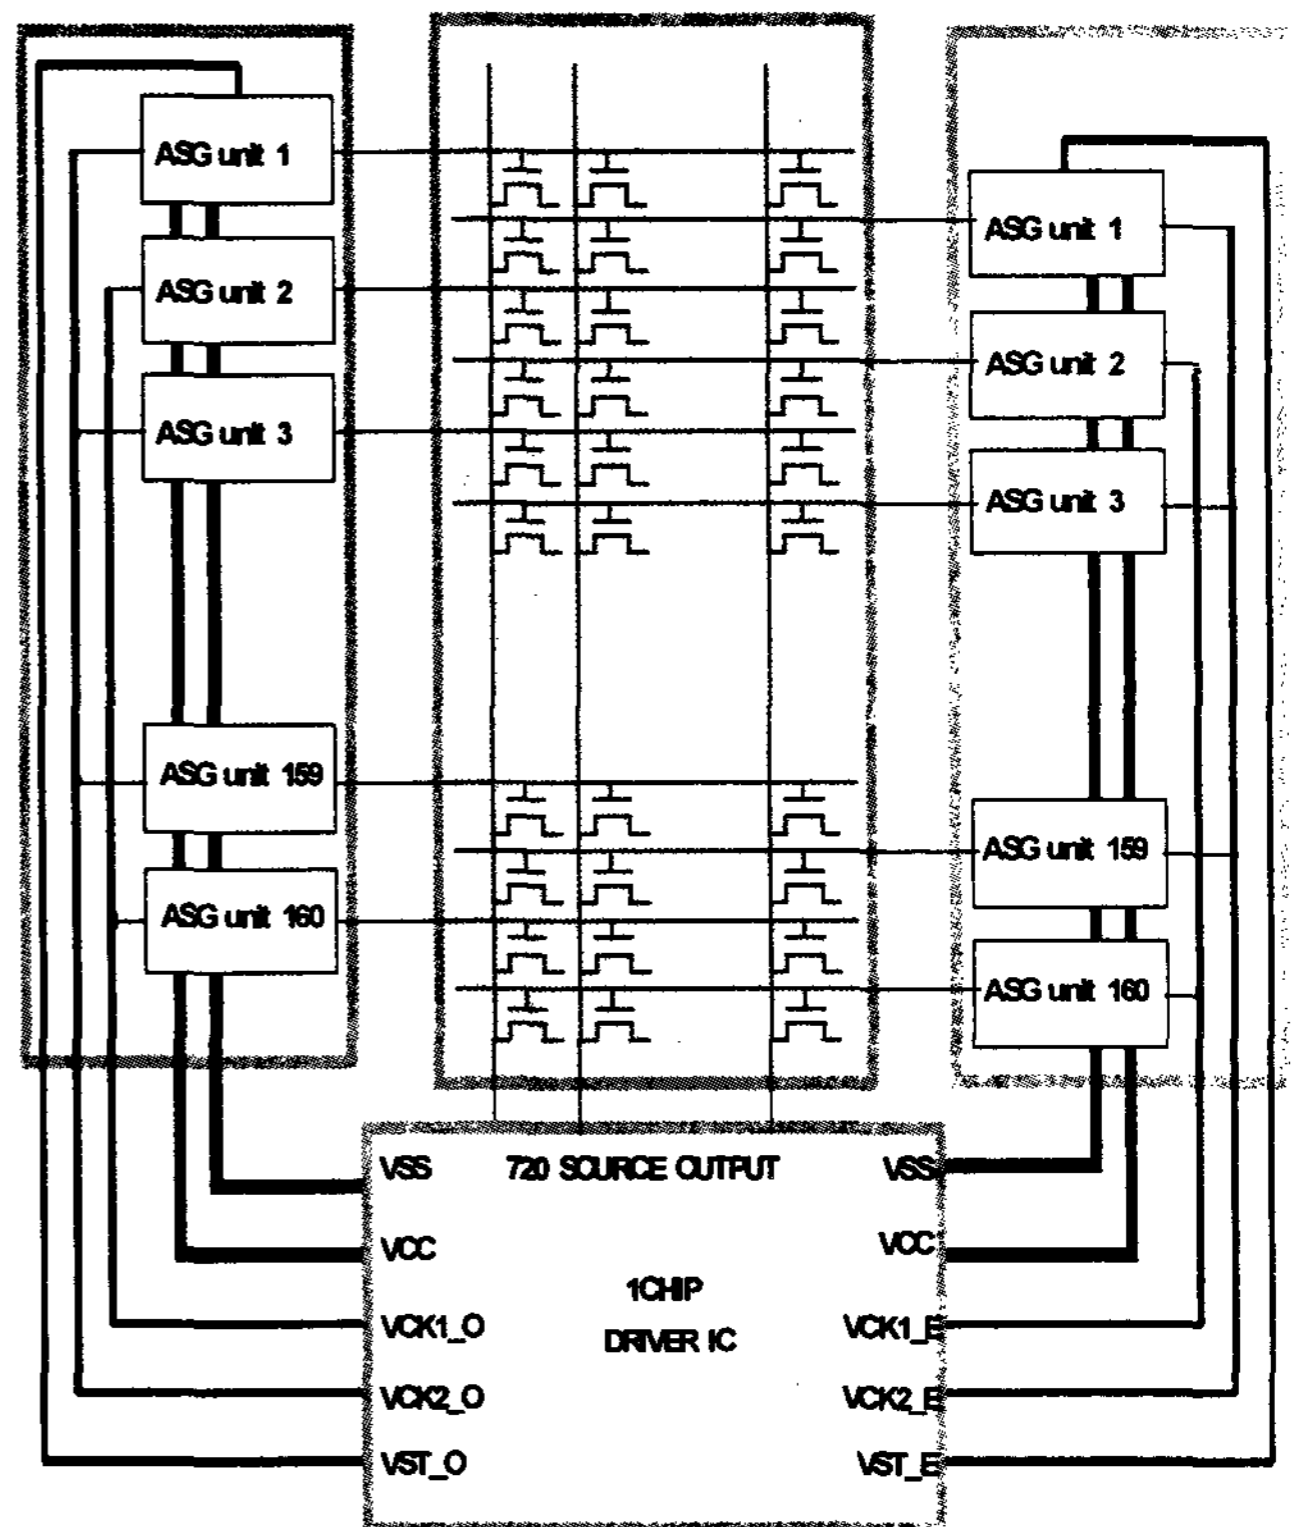 ASG unit 1
ASG unit 2
ASG unit 3
ASG unit 159
ASG unit 160
ASG unit 1
ASG unit 2
ASG unit 3
ASG unit 159
ASG unit 160
VSS 720 SOURCE OUTPUT VSS
VCC VCC
1CHIP
VCK1_O DRIVER IC VCK1_E
VCK2_O VCK2_E
VST_O VST_E